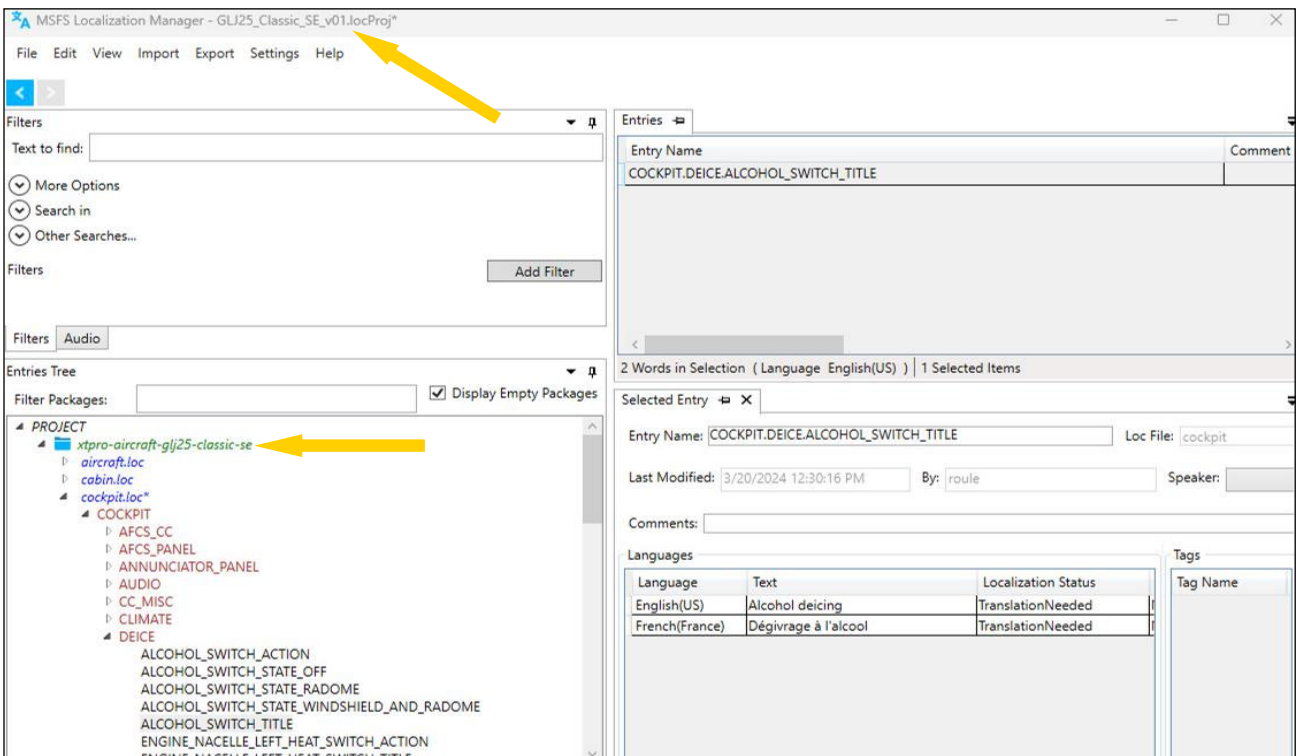 MSFS Localization Manager - GLJ25_Classic_SE_v01.locProj*
File Edit View Import Export Settings Help
Filters
Text to find:
More Options
Search in
Other Searches...
Filters
Add Filter
Filters Audio
Entries Tree
Filter Packages:
Display Empty Packages
PROJECT
xtpro-aircraft-glj25-classic-se
aircraft.loc
cabin.loc
cockpit.loc*
COCKPIT
AFCS_CC
AFCS_PANEL
ANNUNCIATOR_PANEL
AUDIO
CC_MISC
CLIMATE
DEICE
ALCOHOL_SWITCH_ACTION
ALCOHOL_SWITCH_STATE_OFF
ALCOHOL_SWITCH_STATE_RADOME
ALCOHOL_SWITCH_STATE_WINDSHIELD_AND_RADOME
ALCOHOL_SWITCH_TITLE
ENGINE_NACELLE_LEFT_HEAT_SWITCH_ACTION
ENGINE_NACELLE_LEFT_HEAT_SWITCH_TITLE
Entries
Entry Name Comment
COCKPIT.DEICE.ALCOHOL_SWITCH_TITLE
2 Words in Selection ( Language English(US) ) 1 Selected Items
Selected Entry
Entry Name: COCKPIT.DEICE.ALCOHOL_SWITCH_TITLE Loc File: cockpit
Last Modified: 3/20/2024 12:30:16 PM By: roule Speaker:
Comments:
Languages Tags
Language Text Localization Status Tag Name
English(US) Alcohol deicing TranslationNeeded
French(France) Dégivrage à l'alcool TranslationNeeded